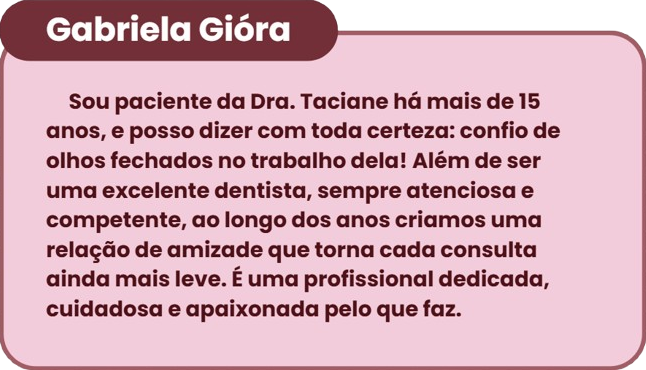 Gabriela Gióra
Sou paciente da Dra. Taciane há mais de 15
anos, e posso dizer com toda certeza: confio de
olhos fechados no trabalho dela! Além de ser
uma excelente dentista, sempre atenciosa e
competente, ao longo dos anos criamos uma
relação de amizade que torna cada consulta
ainda mais leve. É uma profissional dedicada,
cuidadosa e apaixonada pelo que faz.